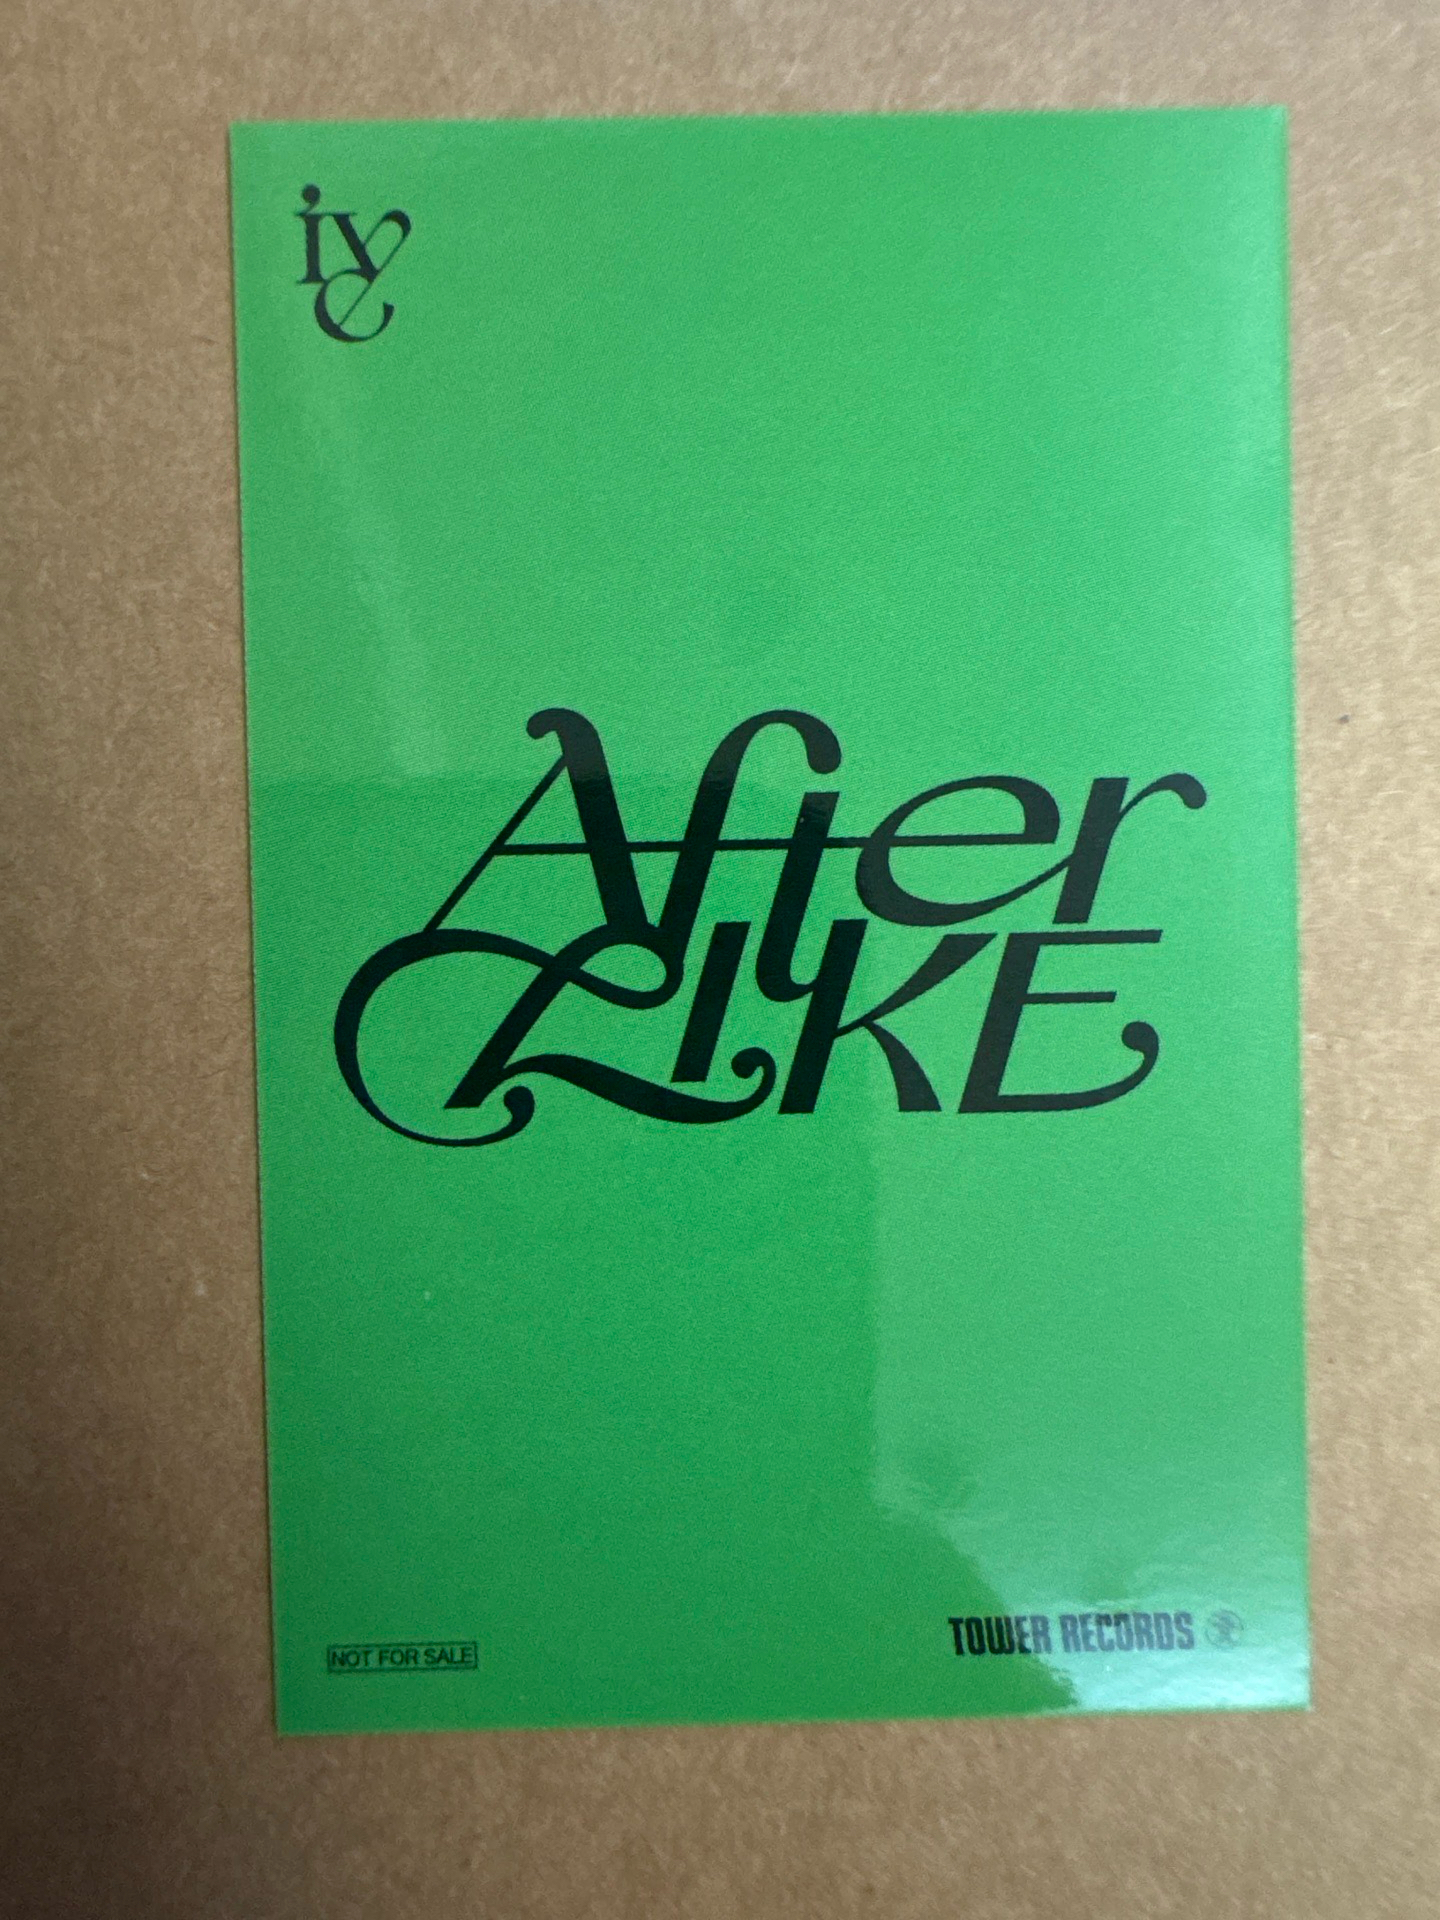 ive
After
LIKE
NOT FOR SALE
TOWER RECORDS